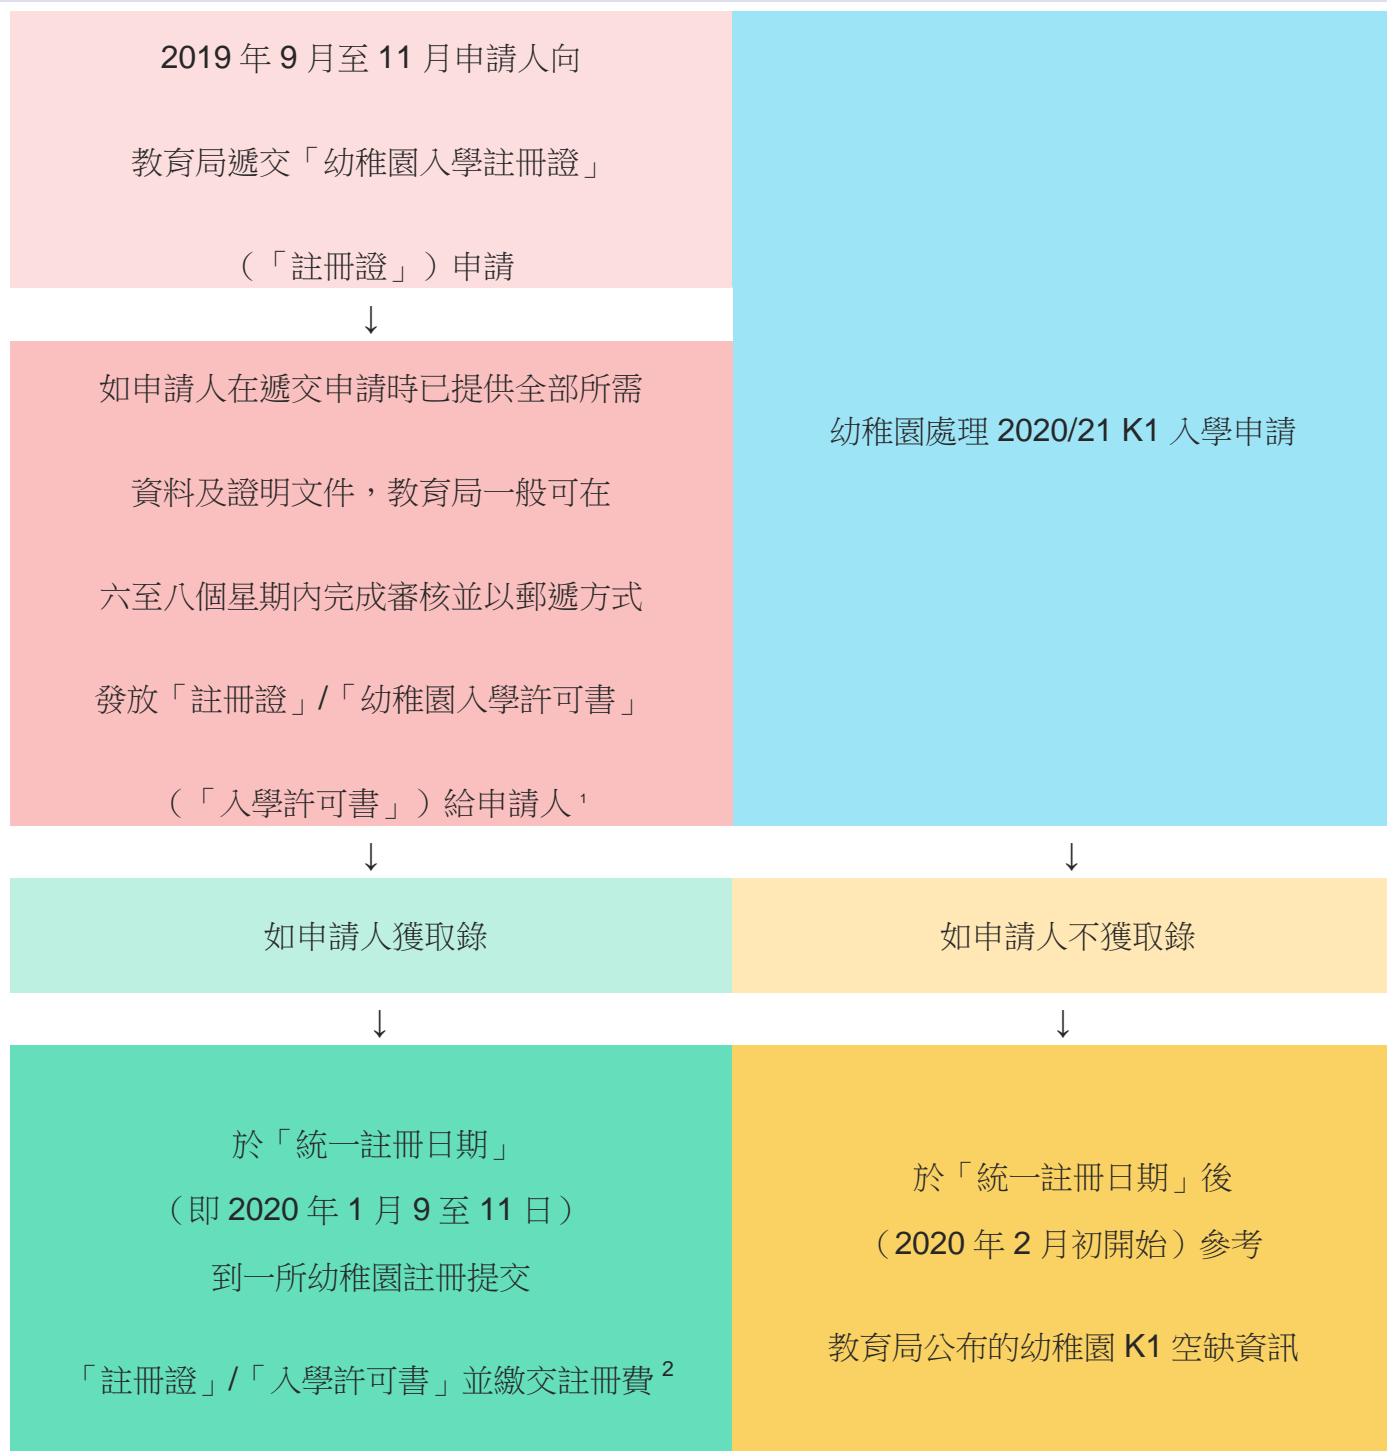 2019 年 9 月至 11 月申請人向
教育局遞交「幼稚園入學註冊證」
（「註冊證」）申請
↓
如申請人在遞交申請時已提供全部所需
資料及證明文件，教育局一般可在
六至八個星期內完成審核並以郵遞方式
發放「註冊證」/「幼稚園入學許可書」
（「入學許可書」）給申請人 ¹
幼稚園處理 2020/21 K1 入學申請
↓
↓
如申請人獲取錄
如申請人不獲取錄
↓
↓
於「統一註冊日期」
（即 2020 年 1 月 9 至 11 日）
到一所幼稚園註冊提交
「註冊證」/「入學許可書」並繳交註冊費 ²
於「統一註冊日期」後
（2020 年 2 月初開始）參考
教育局公布的幼稚園 K1 空缺資訊